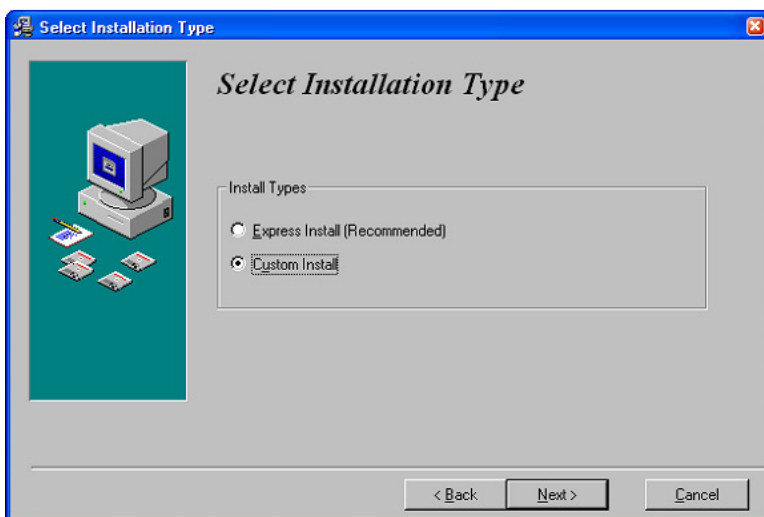 Select Installation Type
Select Installation Type
Install Types
Express Install (Recommended)
Custom Install
< Back
Next >
Cancel